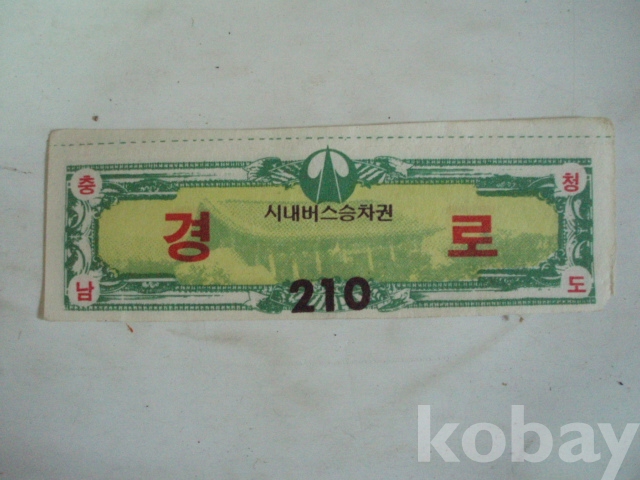 충 청
시내버스승차권
경 로
남 도
210
kobay